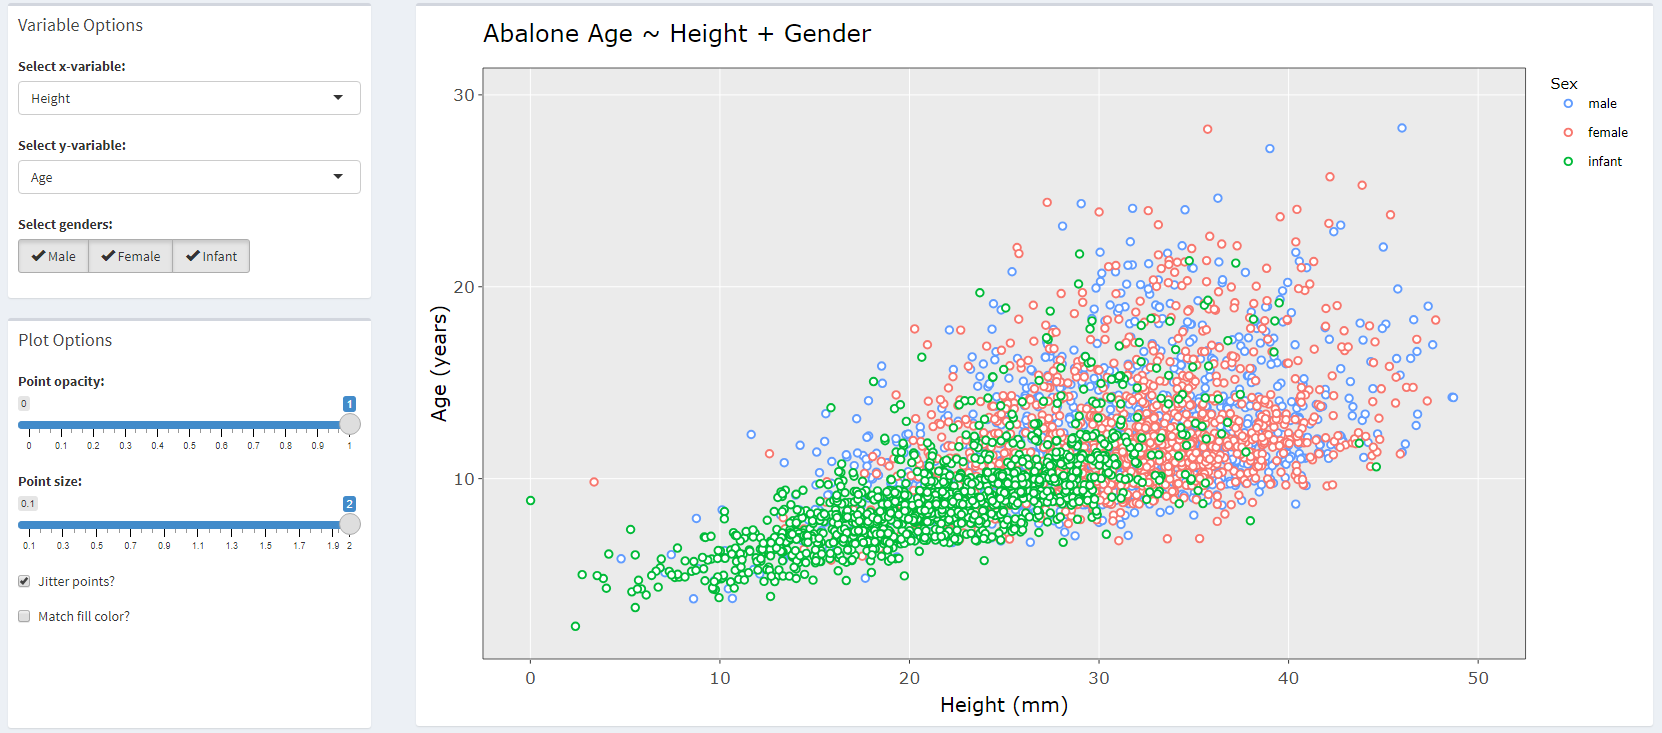 Variable Options
Select x-variable:
Height
Select y-variable:
Age
Select genders:
Male Female Infant
Plot Options
Point opacity:
0 1
0 0.1 0.2 0.3 0.4 0.5 0.6 0.7 0.8 0.9 1
Point size:
0.1 2
0.1 0.3 0.5 0.7 0.9 1.1 1.3 1.5 1.7 1.9 2
Jitter points?
Match fill color?
Abalone Age ~ Height + Gender
30
20
10
Age (years)
0 10 20 30 40 50
Height (mm)
Sex
male
female
infant